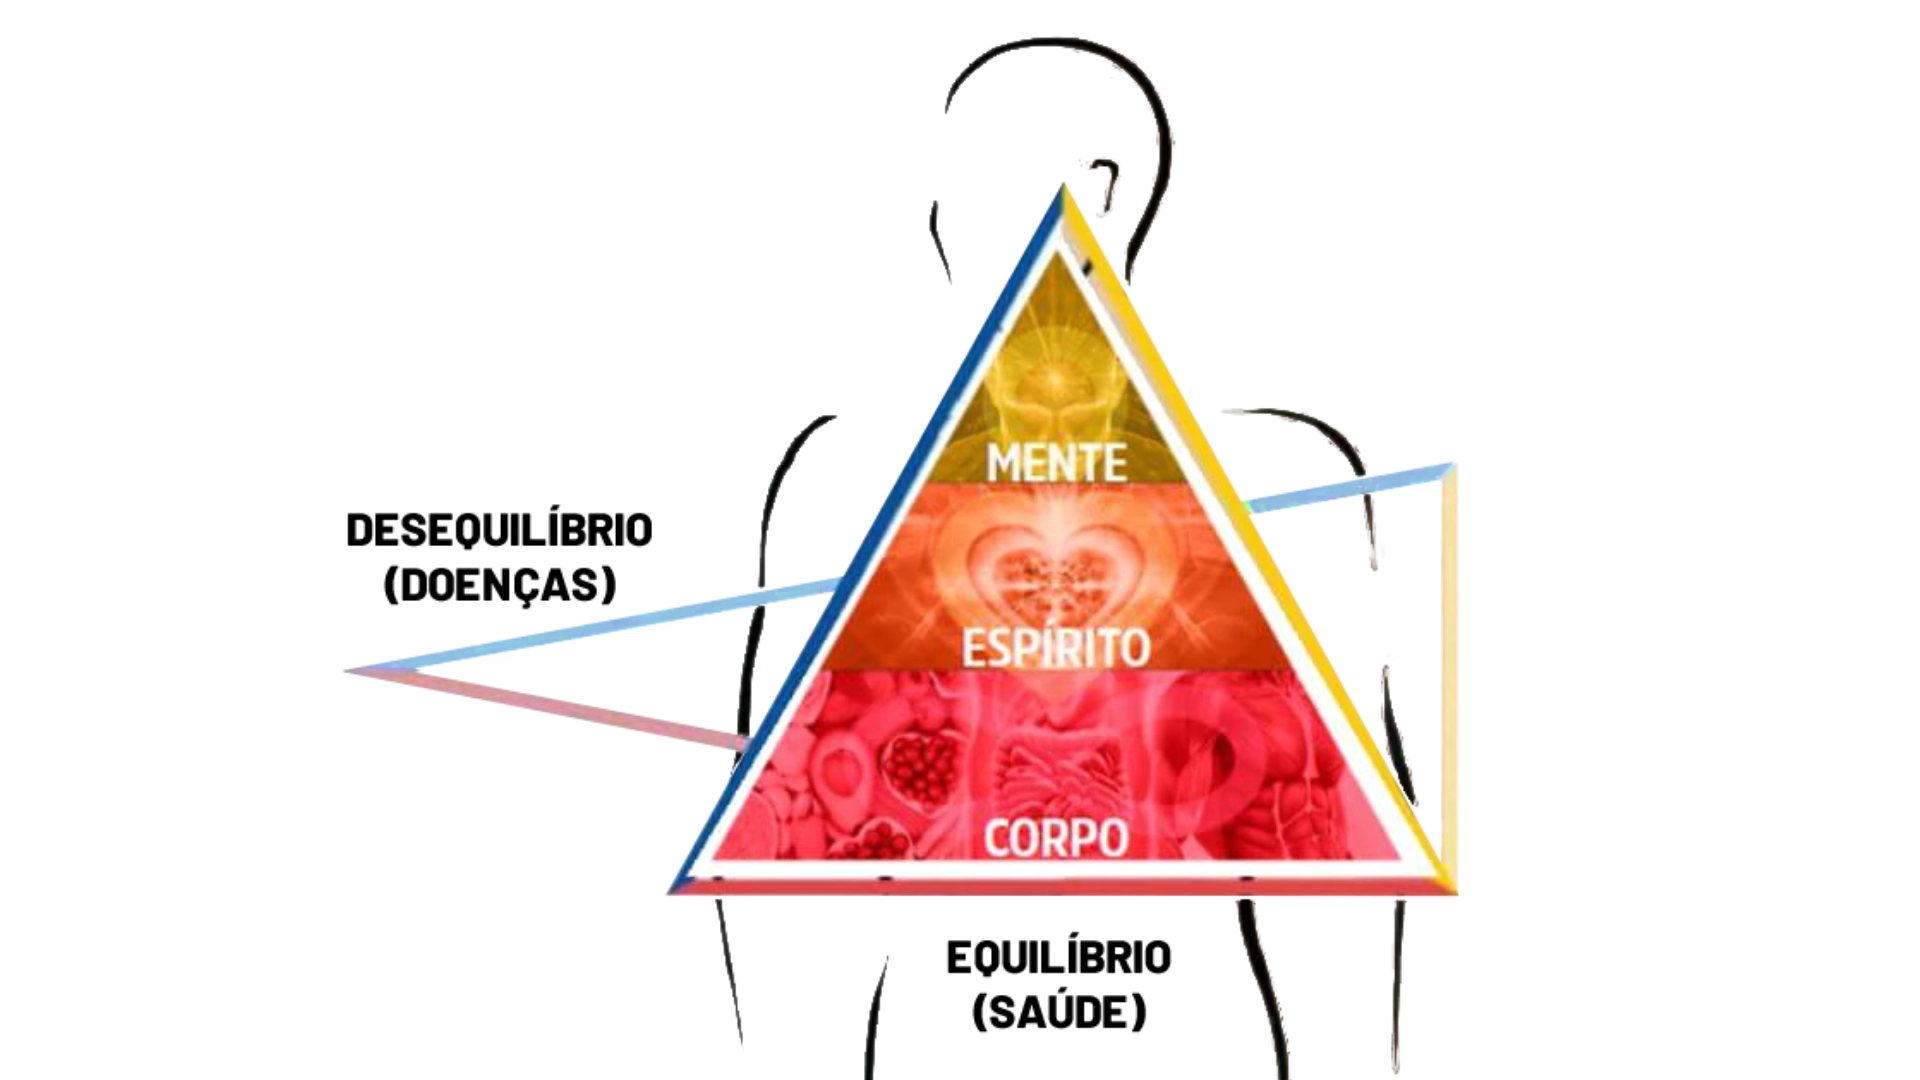 MENTE
DESEQUILÍBRIO
(DOENÇAS)
ESPÍRITO
CORPO
EQUILÍBRIO
(SAÚDE)